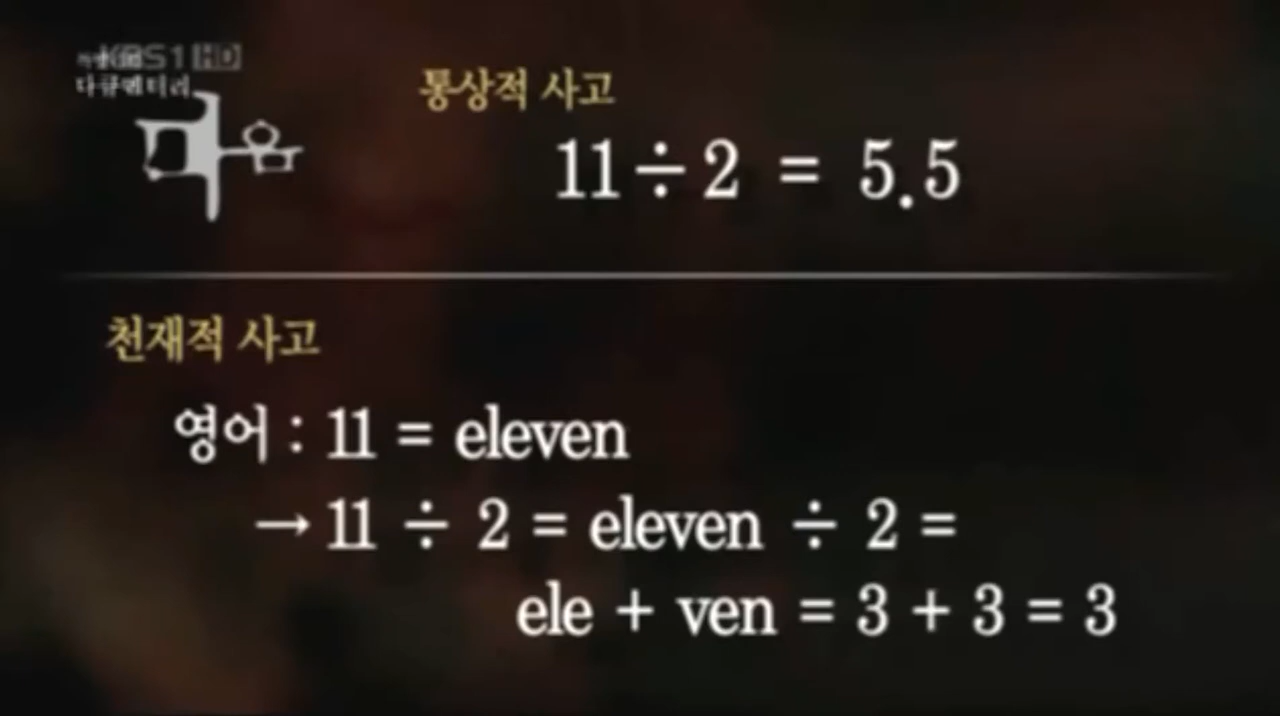 KBS1 HD
다큐멘터리
마음
통상적 사고
11÷2 = 5.5
천재적 사고
영어 : 11 = eleven
→ 11 ÷ 2 = eleven ÷ 2 =
ele + ven = 3 + 3 = 3